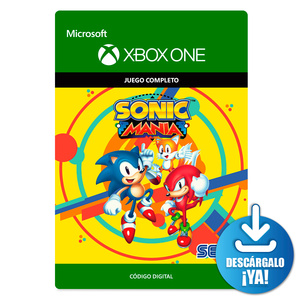 Microsoft
XBOX ONE
JUEGO COMPLETO
SONIC
MANIA
SEGA
CÓDIGO DIGITAL
DESCÁRGALO
¡YA!